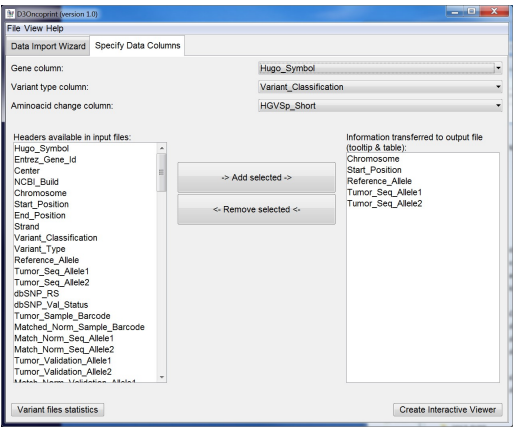 D3Oncoprint (version 1.0)
File View Help
Data Import Wizard Specify Data Columns
Gene column: Hugo_Symbol
Variant type column: Variant_Classification
Aminoacid change column: HGVSp_Short
Headers available in input files:
Hugo_Symbol
Entrez_Gene_Id
Center
NCBI_Build
Chromosome
Start_Position
End_Position
Strand
Variant_Classification
Variant_Type
Reference_Allele
Tumor_Seq_Allele1
Tumor_Seq_Allele2
dbSNP_RS
dbSNP_Val_Status
Tumor_Sample_Barcode
Matched_Norm_Sample_Barcode
Match_Norm_Seq_Allele1
Match_Norm_Seq_Allele2
Tumor_Validation_Allele1
Tumor_Validation_Allele2
Match_Norm_Validation_Allele1
-> Add selected ->
<- Remove selected <-
Information transferred to output file
(tooltip & table):
Chromosome
Start_Position
Reference_Allele
Tumor_Seq_Allele1
Tumor_Seq_Allele2
Variant files statistics
Create Interactive Viewer